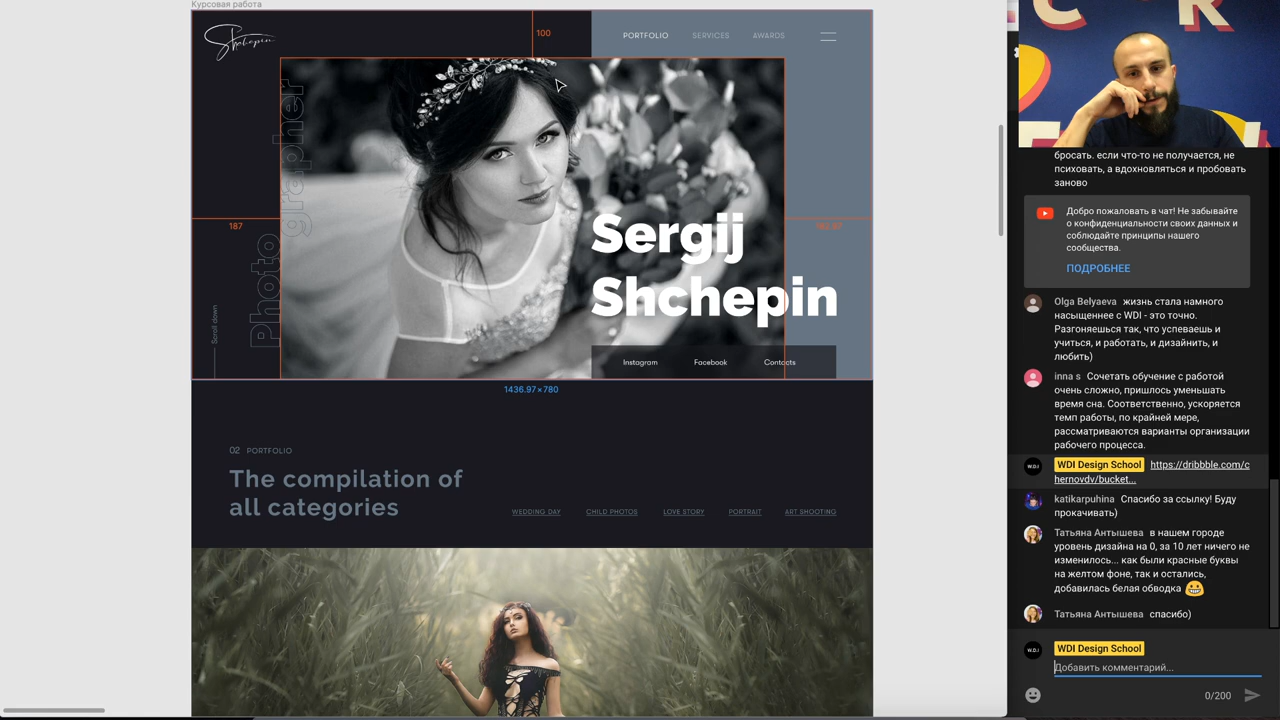 Курсовая работа
Shchepin
100
PORTFOLIO
SERVICES
AWARDS
Photo
grapher
187
Scroll down
Sergij
Shchepin
Instagram
Facebook
Contacts
1436.97×780
02 PORTFOLIO
The compilation of
all categories
WEDDING DAY
CHILD PHOTOS
LOVE STORY
PORTRAIT
ART SHOOTING
бросать. если что-то не получается, не
психовать, а вдохновляться и пробовать
заново
Добро пожаловать в чат! Не забывайте
о конфиденциальности своих данных и
соблюдайте принципы нашего
сообщества.
ПОДРОБНЕЕ
Olga Belyaeva жизнь стала намного
насыщеннее с WDI - это точно.
Разгоняешься так, что успеваешь и
учиться, и работать, и дизайнить, и
любить)
inna s Сочетать обучение с работой
очень сложно, пришлось уменьшать
время сна. Соответственно, ускоряется
темп работы, по крайней мере,
рассматриваются варианты организации
рабочего процесса.
W.D.I
WDI Design School https://dribbble.com/c
hernovdv/bucket...
katikarpuhina Спасибо за ссылку! Буду
прокачивать)
Татьяна Антышева в нашем городе
уровень дизайна на 0, за 10 лет ничего не
изменилось... как были красные буквы
на желтом фоне, так и остались,
добавилась белая обводка
Татьяна Антышева спасибо)
W.D.I
WDI Design School
Добавить комментарий...
0/200